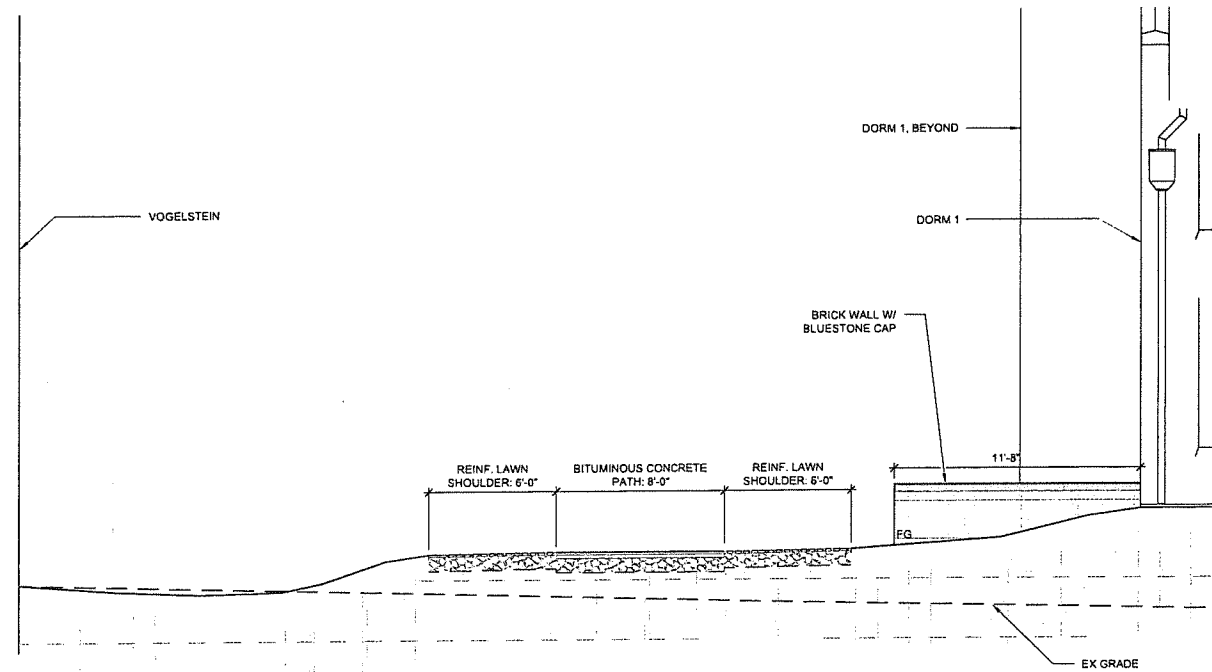 DORM 1, BEYOND
VOGELSTEIN
DORM 1
BRICK WALL W/
BLUESTONE CAP
11'-8"
REINF. LAWN
SHOULDER: 6'-0"
BITUMINOUS CONCRETE
PATH: 8'-0"
REINF. LAWN
SHOULDER: 6'-0"
FG
EX GRADE